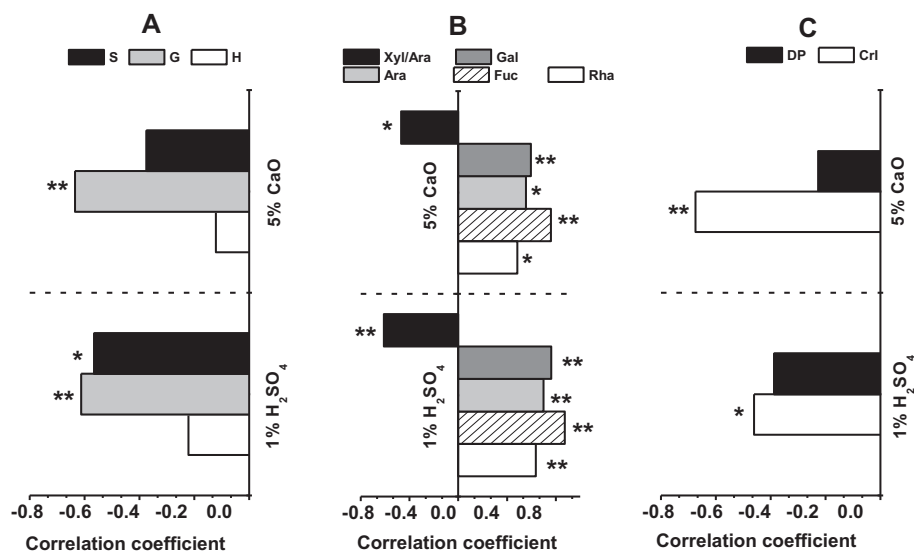 A
S G H
5% CaO
**
1% H₂SO₄
*
**
-0.8 -0.6 -0.4 -0.2 0.0
Correlation coefficient
B
Xyl/Ara Gal
Ara Fuc Rha
5% CaO
*
**
*
**
*
1% H₂SO₄
**
**
**
**
**
-0.8 -0.4 0.0 0.4 0.8
Correlation coefficient
C
DP CrI
5% CaO
**
1% H₂SO₄
*
-0.8 -0.6 -0.4 -0.2 0.0
Correlation coefficient